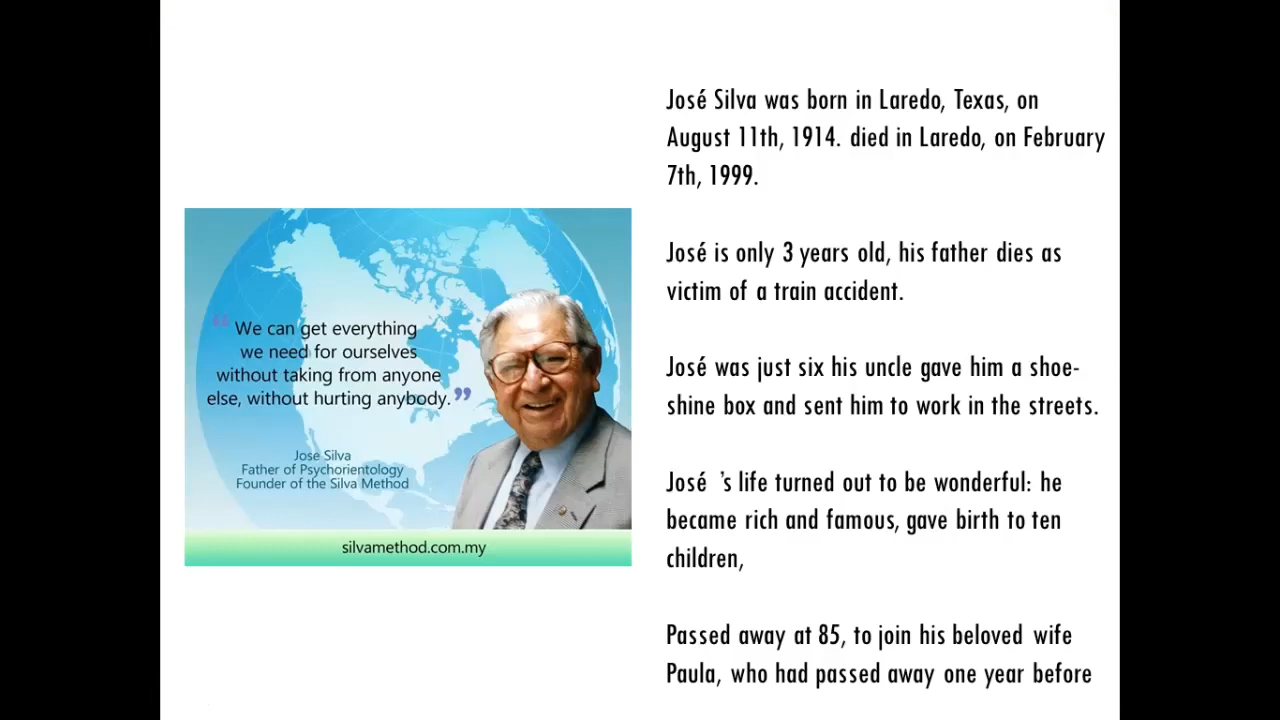 “ We can get everything
we need for ourselves
without taking from anyone
else, without hurting anybody. ”
Jose Silva
Father of Psychorientology
Founder of the Silva Method
silvamethod.com.my
José Silva was born in Laredo, Texas, on
August 11th, 1914. died in Laredo, on February
7th, 1999.
José is only 3 years old, his father dies as
victim of a train accident.
José was just six his uncle gave him a shoe-
shine box and sent him to work in the streets.
José ’s life turned out to be wonderful: he
became rich and famous, gave birth to ten
children,
Passed away at 85, to join his beloved wife
Paula, who had passed away one year before